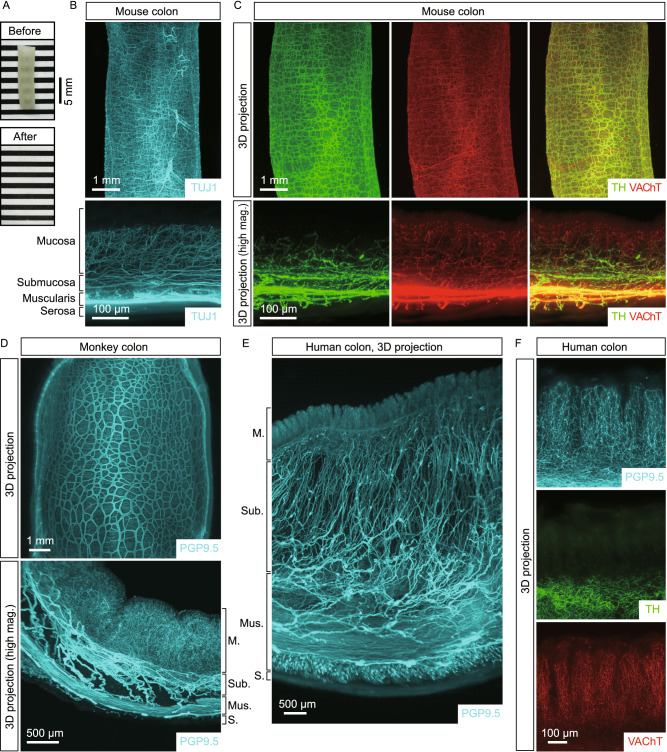 A
Before
5 mm
After
B
Mouse colon
1 mm
TUJ1
Mucosa
Submucosa
Muscularis
Serosa
100 µm
TUJ1
C
Mouse colon
3D projection
1 mm
TH VAChT
3D projection (high mag.)
100 µm
TH VAChT
D
Monkey colon
3D projection
1 mm
PGP9.5
3D projection (high mag.)
M.
Sub.
Mus.
S.
500 µm
PGP9.5
E
Human colon, 3D projection
M.
Sub.
Mus.
S.
500 µm
PGP9.5
F
Human colon
3D projection
PGP9.5
TH
100 µm
VAChT